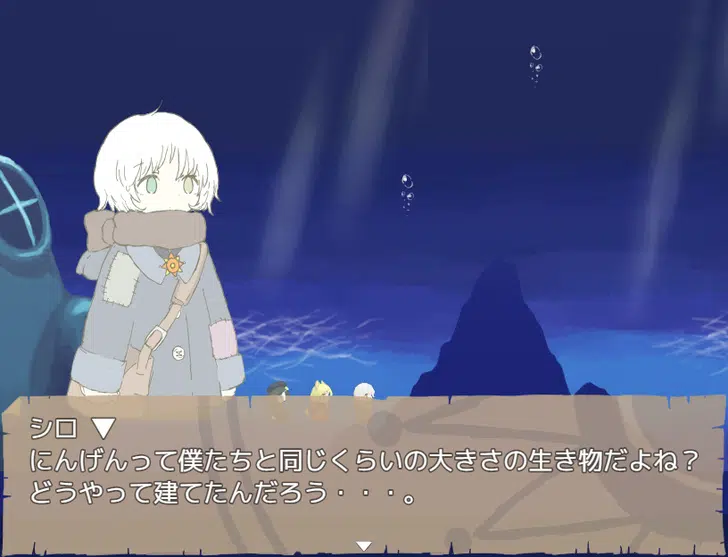 シロ ▼
にんげんって僕たちと同じくらいの大きさの生き物だよね？
どうやって建てたんだろう・・・。